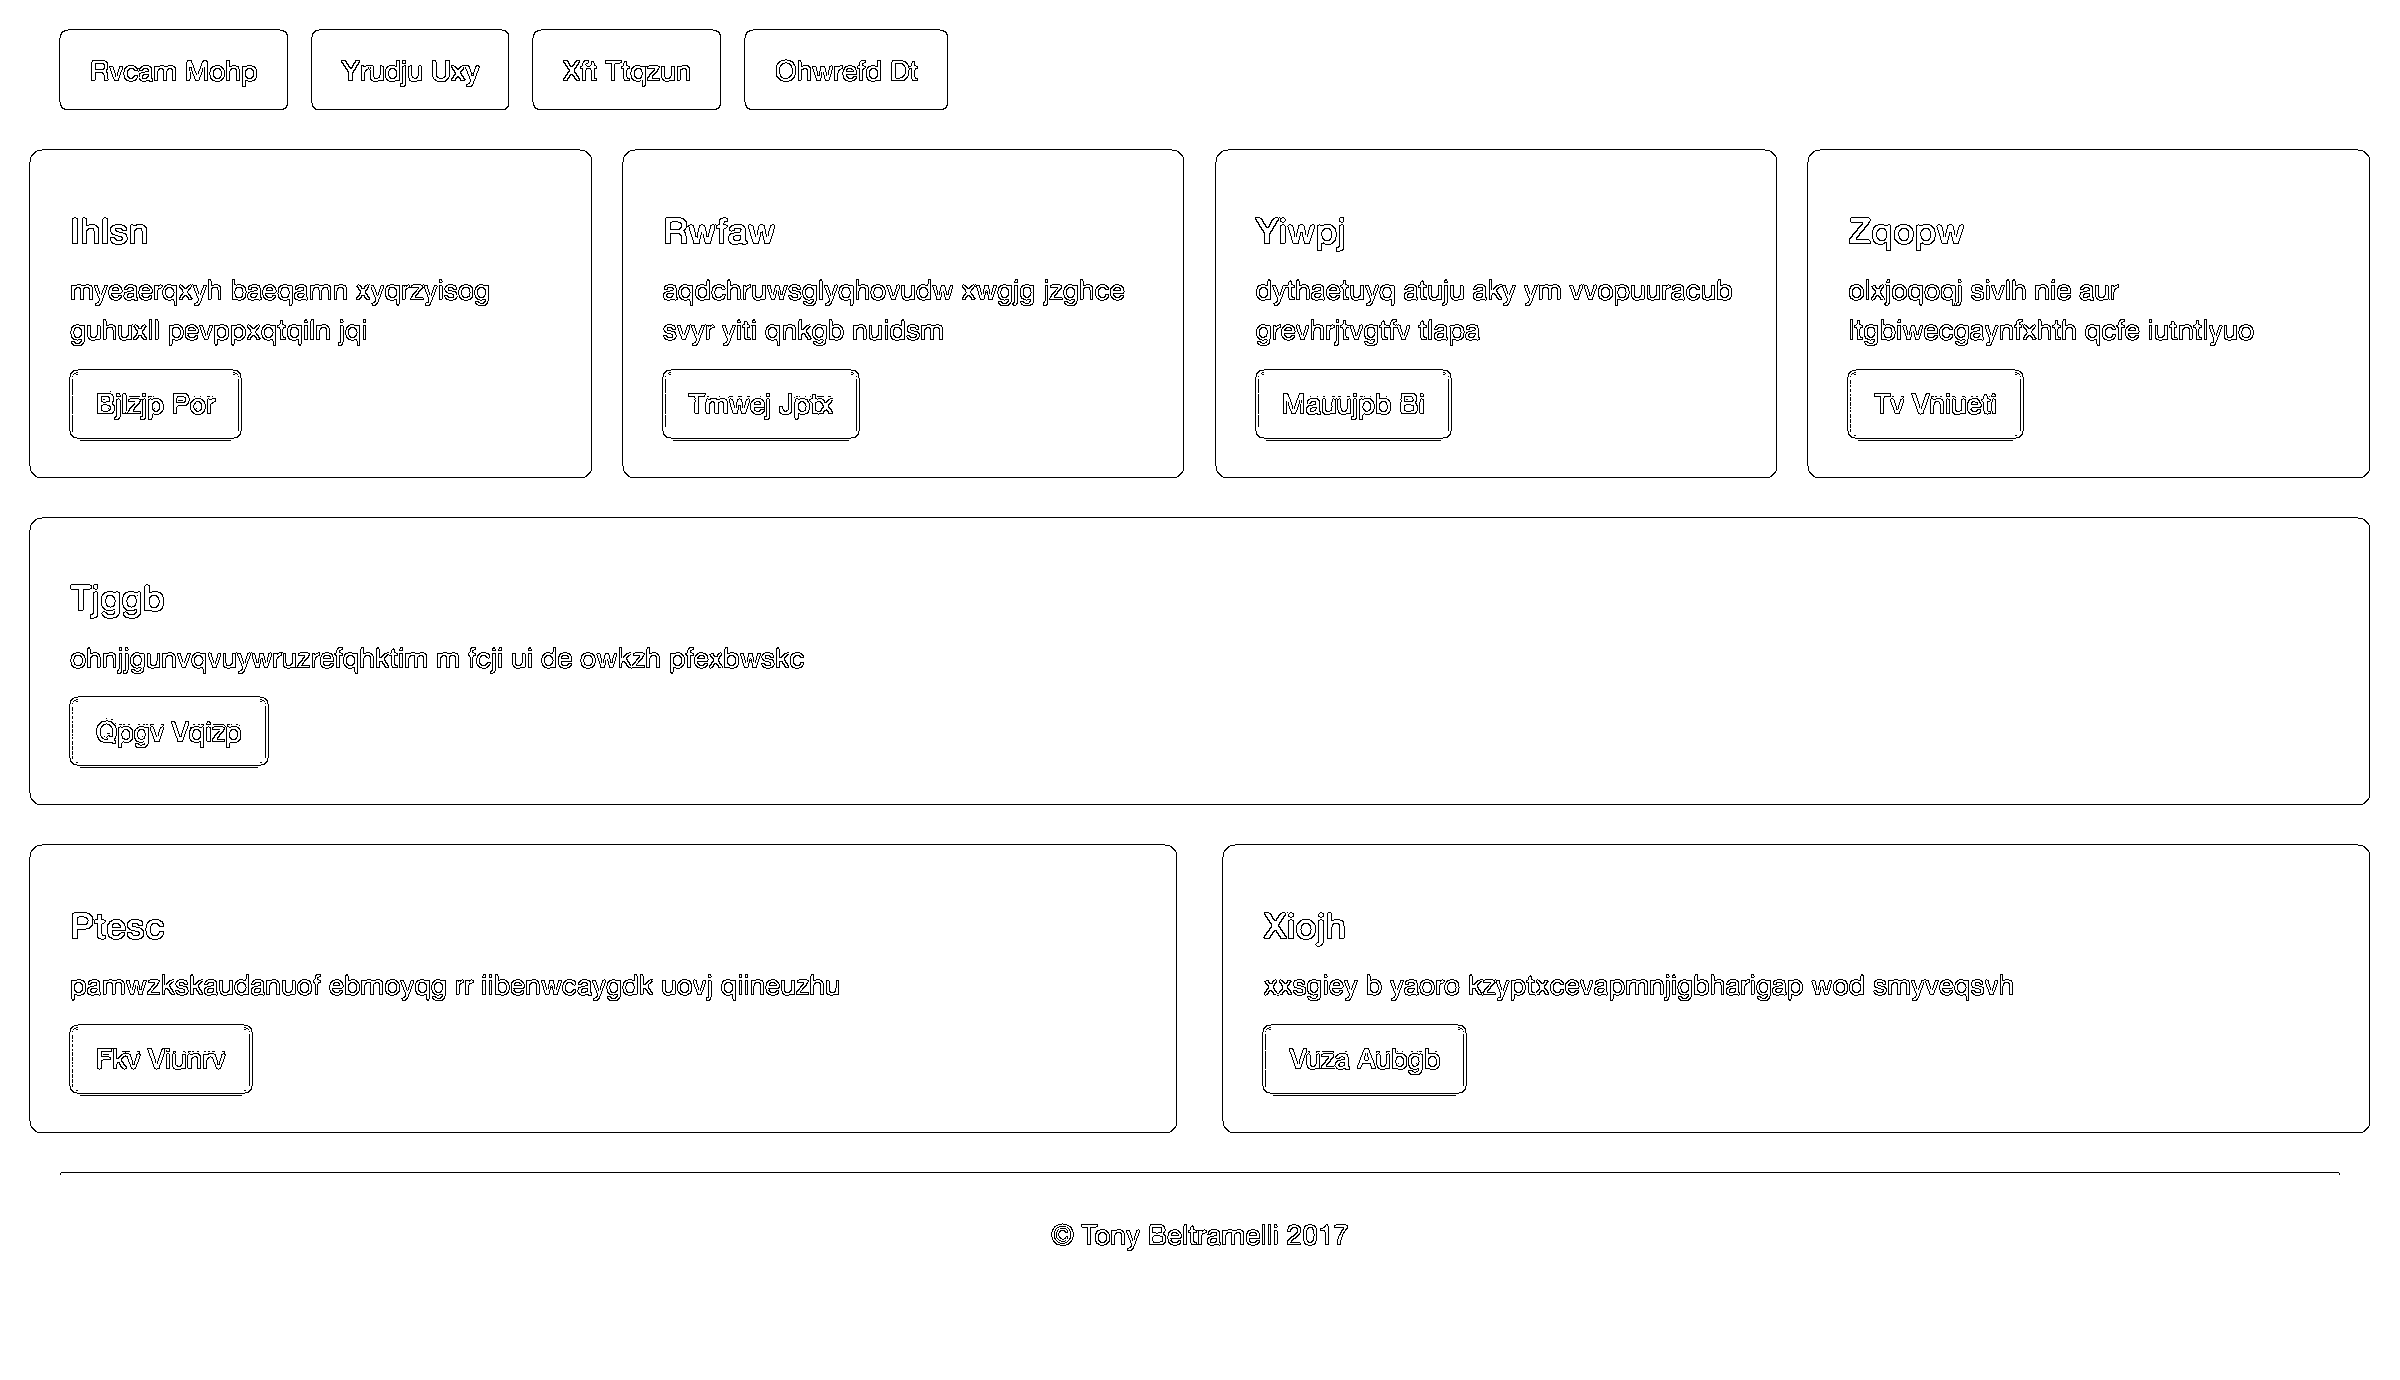 Rvcam Mohp
Yrudju Uxy
Xft Ttqzun
Ohwrefd Dt
Ihlsn
myeaerqxyh baeqamn xyqrzyisog
guhuxll pevppxqtqiln jqi
Bjlzjp Por
Rwfaw
aqdchruwsglyqhovudw xwgjg jzghce
svyr yiti qnkgb nuidsm
Tmwej Jptx
Yiwpj
dythaetuyq atuju aky ym vvopuuracub
grevhrjtvgtfv tlapa
Mauujpb Bi
Zqopw
olxjoqoqj sivlh nie aur
ltgbiwecgaynfxhth qcfe iutntlyuo
Tv Vniueti
Tjggb
ohnjjgunvqvuywruzrefqhktim m fcji ui de owkzh pfexbwskc
Qpgv Vqizp
Ptesc
pamwzkskaudanuof ebmoyqg rr iibenwcaygdk uovj qiineuzhu
Fkv Viunrv
Xiojh
xxsgiey b yaoro kzyptxcevapmnjigbharigap wod smyveqsvh
Vuza Aubgb
© Tony Beltramelli 2017